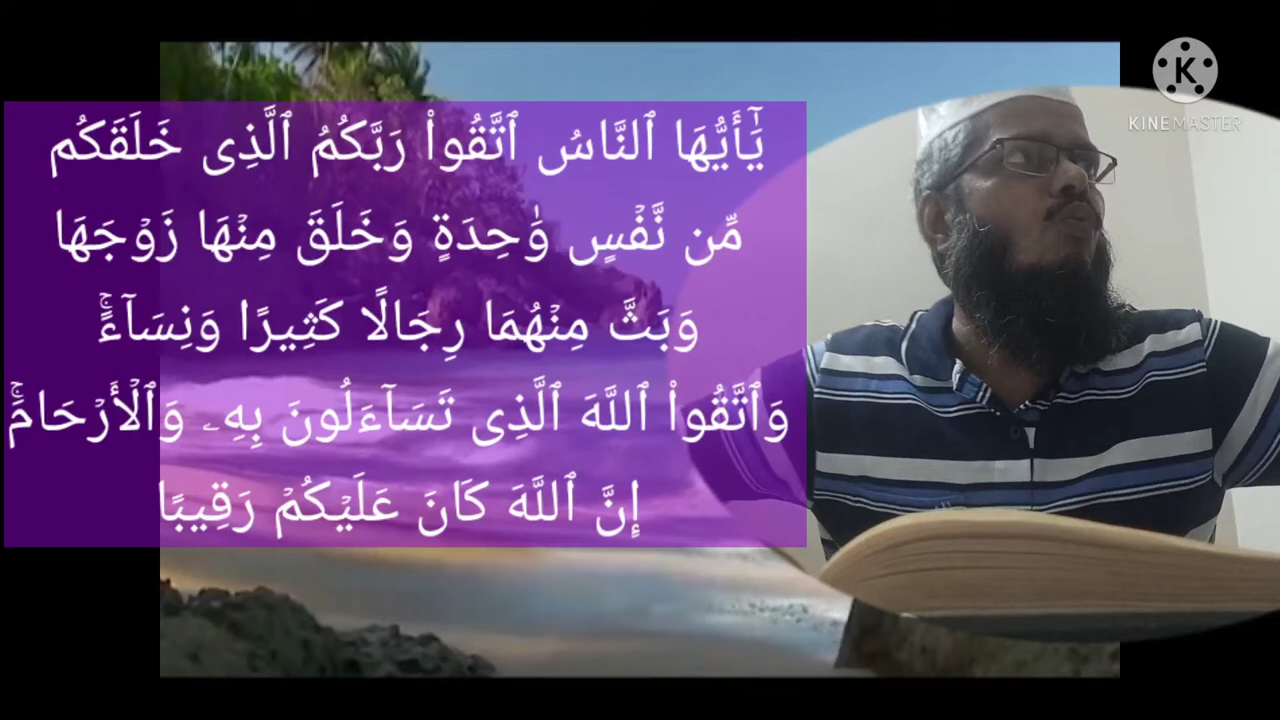 يَٰٓأَيُّهَا ٱلنَّاسُ ٱتَّقُوا۟ رَبَّكُمُ ٱلَّذِى خَلَقَكُم
مِّن نَّفۡسٍ وَٰحِدَةٍ وَخَلَقَ مِنۡهَا زَوۡجَهَا
وَبَثَّ مِنۡهُمَا رِجَالًا كَثِيرًا وَنِسَآءًۚ
وَٱتَّقُوا۟ ٱللَّهَ ٱلَّذِى تَسَآءَلُونَ بِهِۦ وَٱلۡأَرۡحَامَۚ
إِنَّ ٱللَّهَ كَانَ عَلَيۡكُمۡ رَقِيبًا
K
KINEMASTER